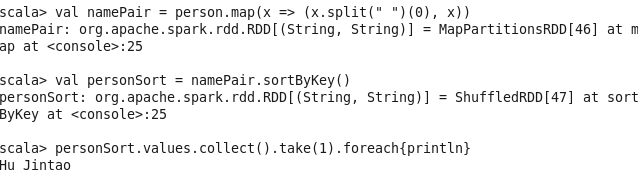 scala> val namePair = person.map(x => (x.split(" ")(0), x))
namePair: org.apache.spark.rdd.RDD[(String, String)] = MapPartitionsRDD[46] at m
ap at <console>:25
scala> val personSort = namePair.sortByKey()
personSort: org.apache.spark.rdd.RDD[(String, String)] = ShuffledRDD[47] at sort
ByKey at <console>:25
scala> personSort.values.collect().take(1).foreach{println}
Hu Jintao